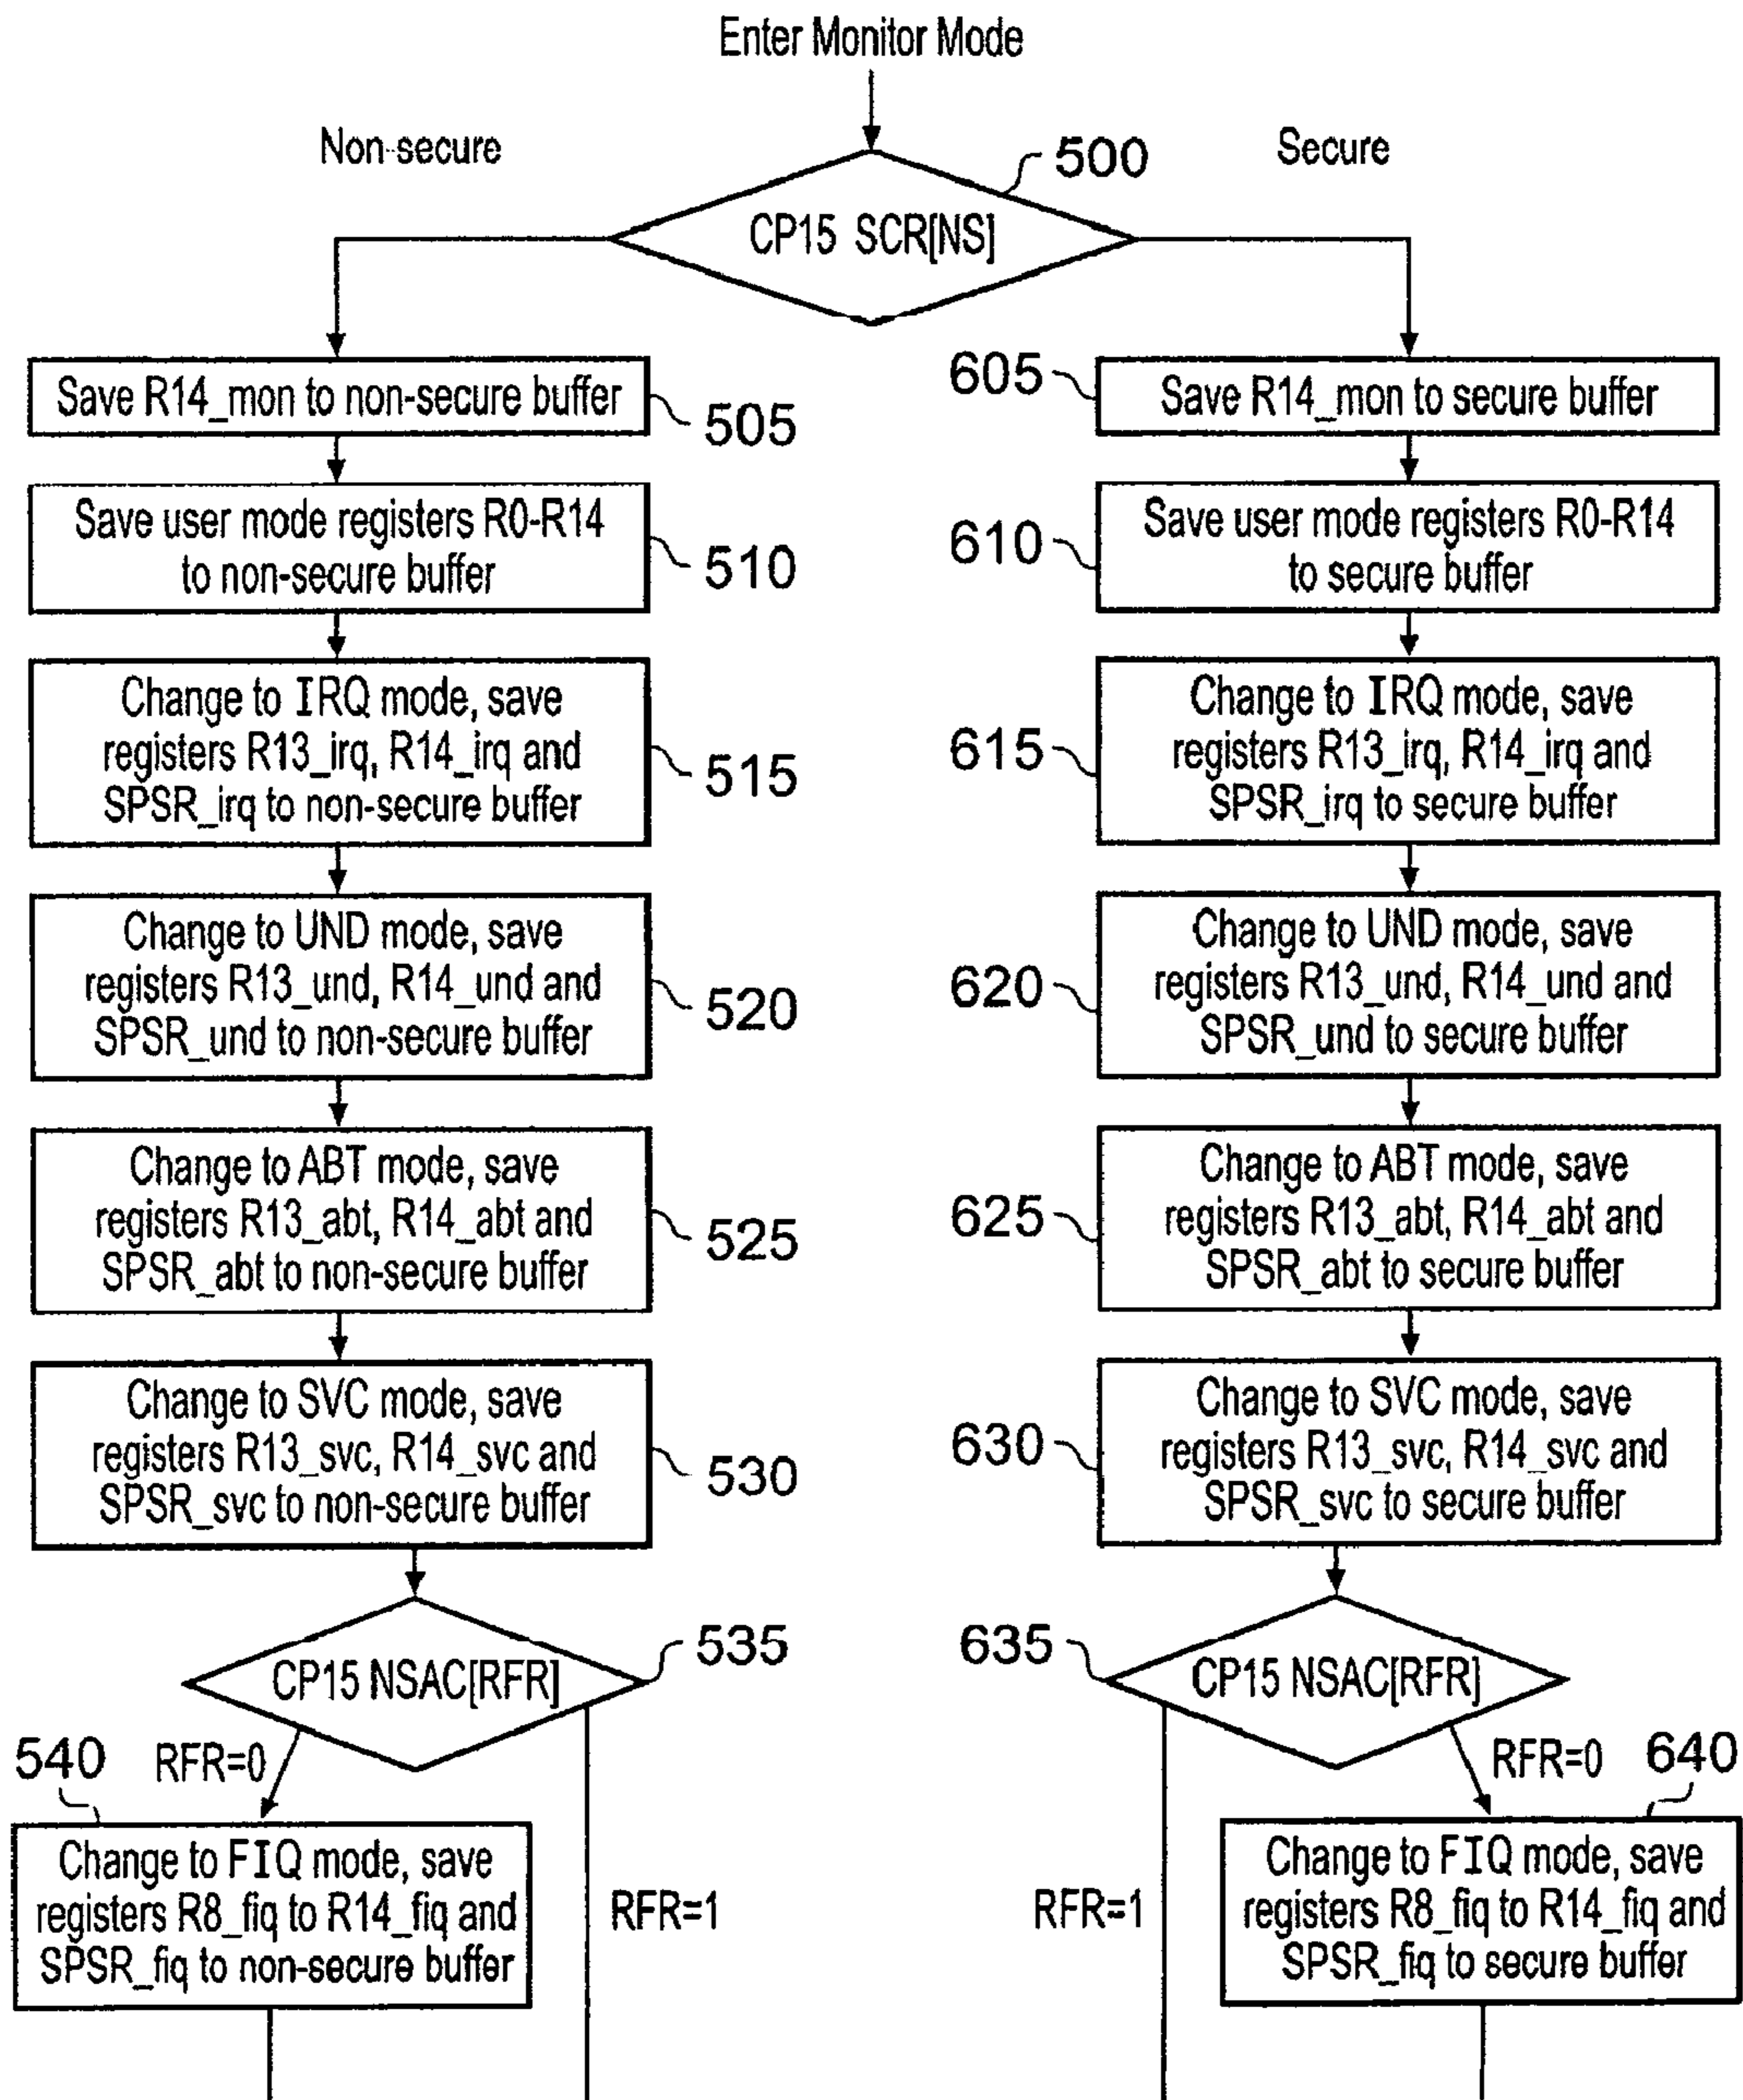 Enter Monitor Mode
Non-secure
Secure
500
CP15 SCR[NS]
Save R14_mon to non-secure buffer
505
Save user mode registers R0-R14
to non-secure buffer
510
Change to IRQ mode, save
registers R13_irq, R14_irq and
SPSR_irq to non-secure buffer
515
Change to UND mode, save
registers R13_und, R14_und and
SPSR_und to non-secure buffer
520
Change to ABT mode, save
registers R13_abt, R14_abt and
SPSR_abt to non-secure buffer
525
Change to SVC mode, save
registers R13_svc, R14_svc and
SPSR_svc to non-secure buffer
530
CP15 NSAC[RFR]
535
540
RFR=0
Change to FIQ mode, save
registers R8_fiq to R14_fiq and
SPSR_fiq to non-secure buffer
RFR=1
605
Save R14_mon to secure buffer
610
Save user mode registers R0-R14
to secure buffer
615
Change to IRQ mode, save
registers R13_irq, R14_irq and
SPSR_irq to secure buffer
620
Change to UND mode, save
registers R13_und, R14_und and
SPSR_und to secure buffer
625
Change to ABT mode, save
registers R13_abt, R14_abt and
SPSR_abt to secure buffer
630
Change to SVC mode, save
registers R13_svc, R14_svc and
SPSR_svc to secure buffer
635
CP15 NSAC[RFR]
RFR=0
640
RFR=1
Change to FIQ mode, save
registers R8_fiq to R14_fiq and
SPSR_fiq to secure buffer